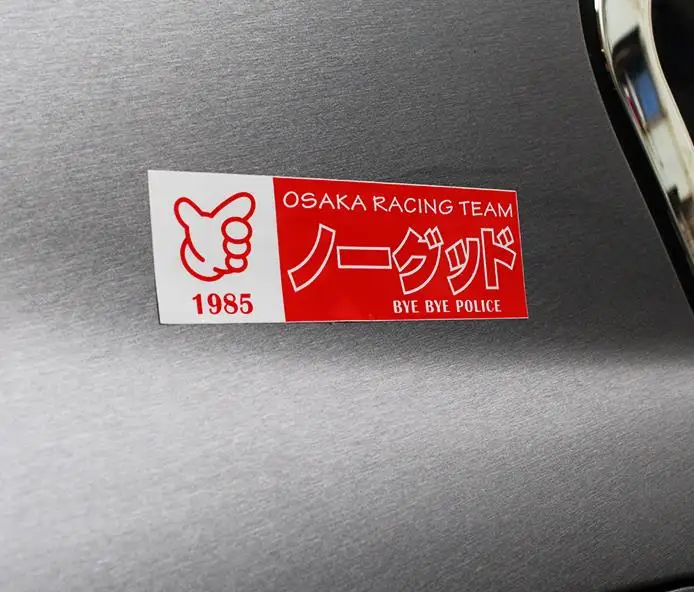 1985
OSAKA RACING TEAM
ノーグッド
BYE BYE POLICE